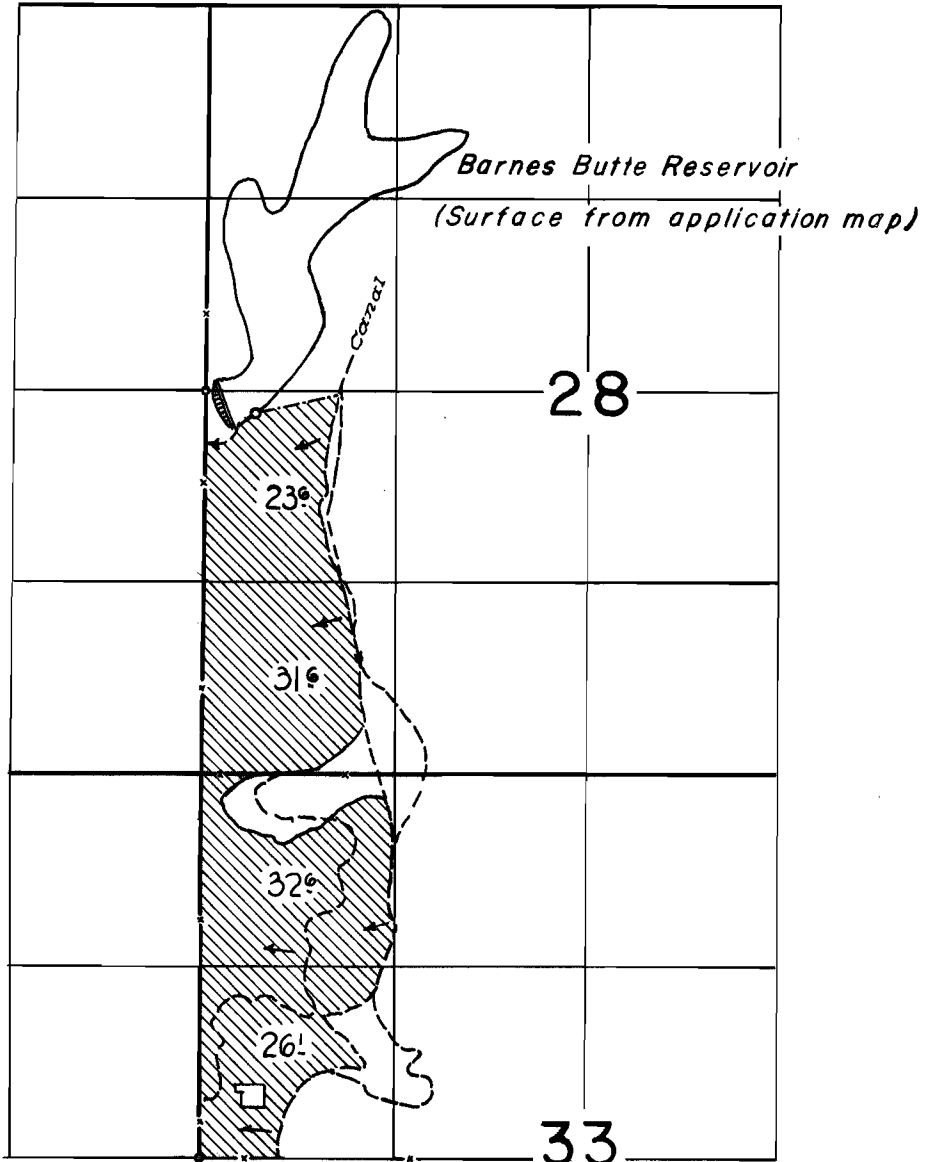 Barnes Butte Reservoir
(Surface from application map)
Canal
28
23.6
31.6
32.6
26.1
33